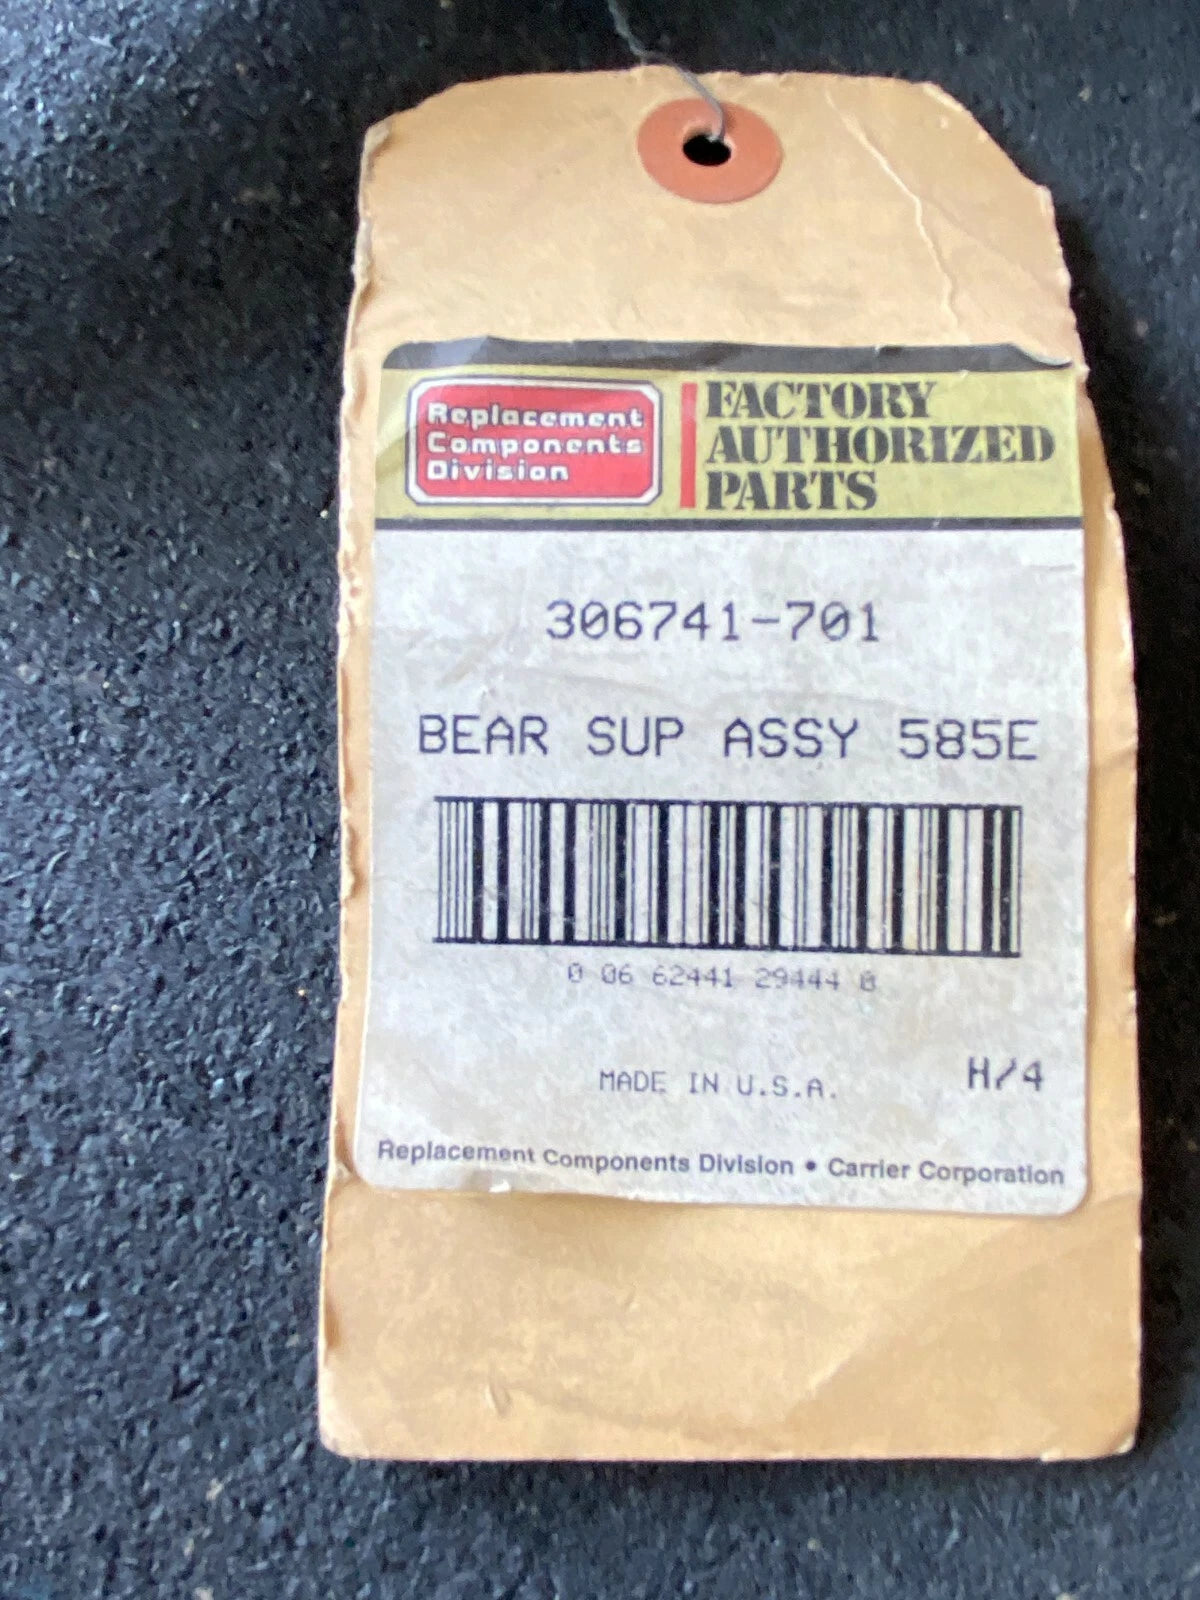 Replacement
Components
Division
FACTORY
AUTHORIZED
PARTS
306741-701
BEAR SUP ASSY 585E
0 06 62441 29444 8
MADE IN U.S.A.
H/4
Replacement Components Division • Carrier Corporation